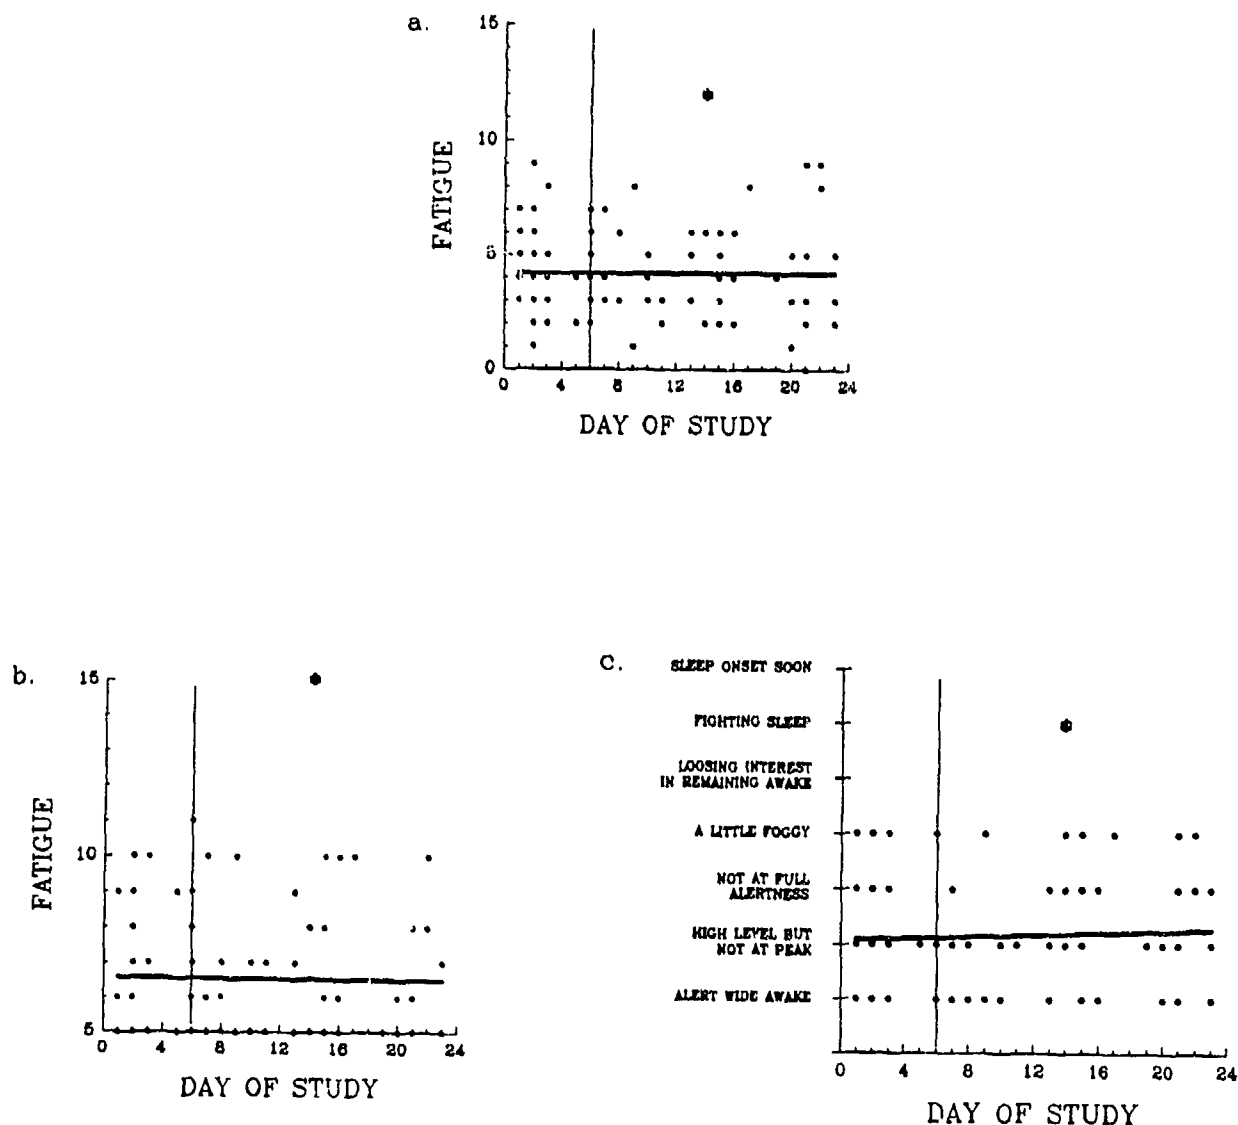 a.
15
10
5
0
FATIGUE
0 4 8 12 16 20 24
DAY OF STUDY
b.
15
10
5
FATIGUE
0 4 8 12 16 20 24
DAY OF STUDY
c.
SLEEP ONSET SOON
FIGHTING SLEEP
LOOSING INTEREST
IN REMAINING AWAKE
A LITTLE FOGGY
NOT AT FULL
ALERTNESS
HIGH LEVEL BUT
NOT AT PEAK
ALERT WIDE AWAKE
0 4 8 12 16 20 24
DAY OF STUDY